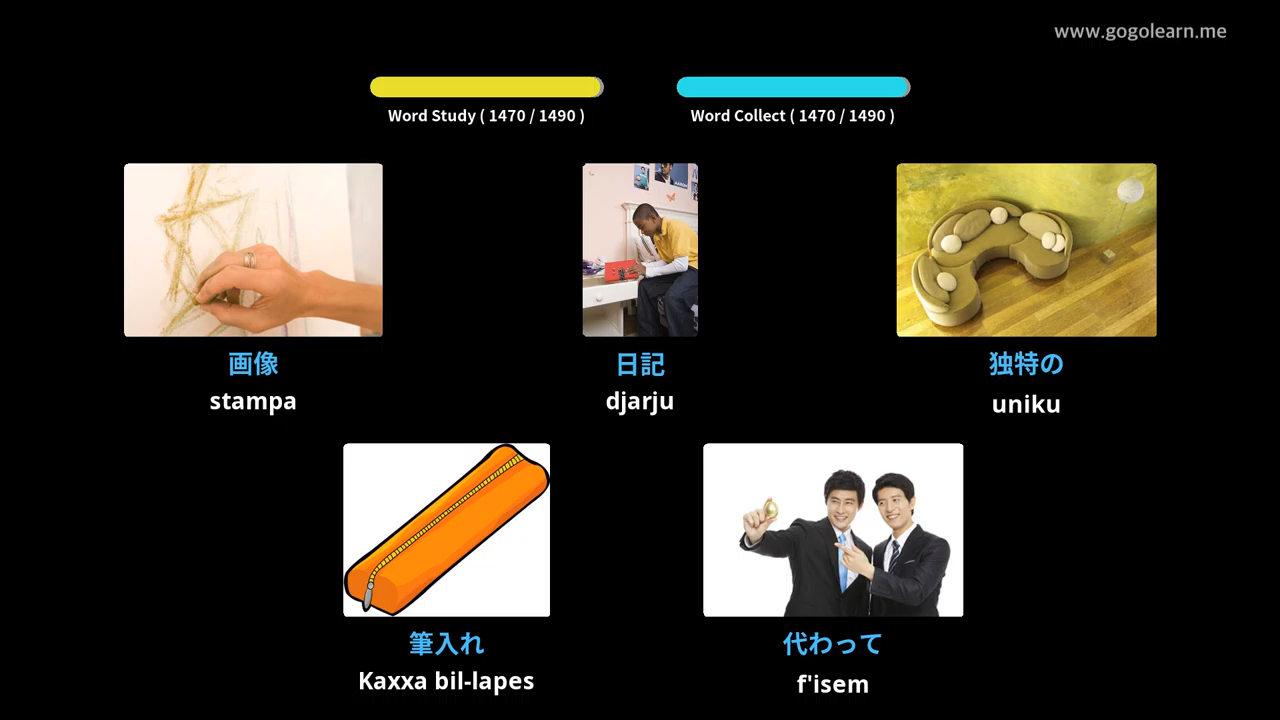 www.gogolearn.me
Word Study ( 1470 / 1490 )
Word Collect ( 1470 / 1490 )
画像
stampa
日記
djarju
独特の
uniku
筆入れ
Kaxxa bil-lapes
代わって
f'isem